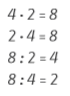 4 · 2 = 8
2 · 4 = 8
8 : 2 = 4
8 : 4 = 2